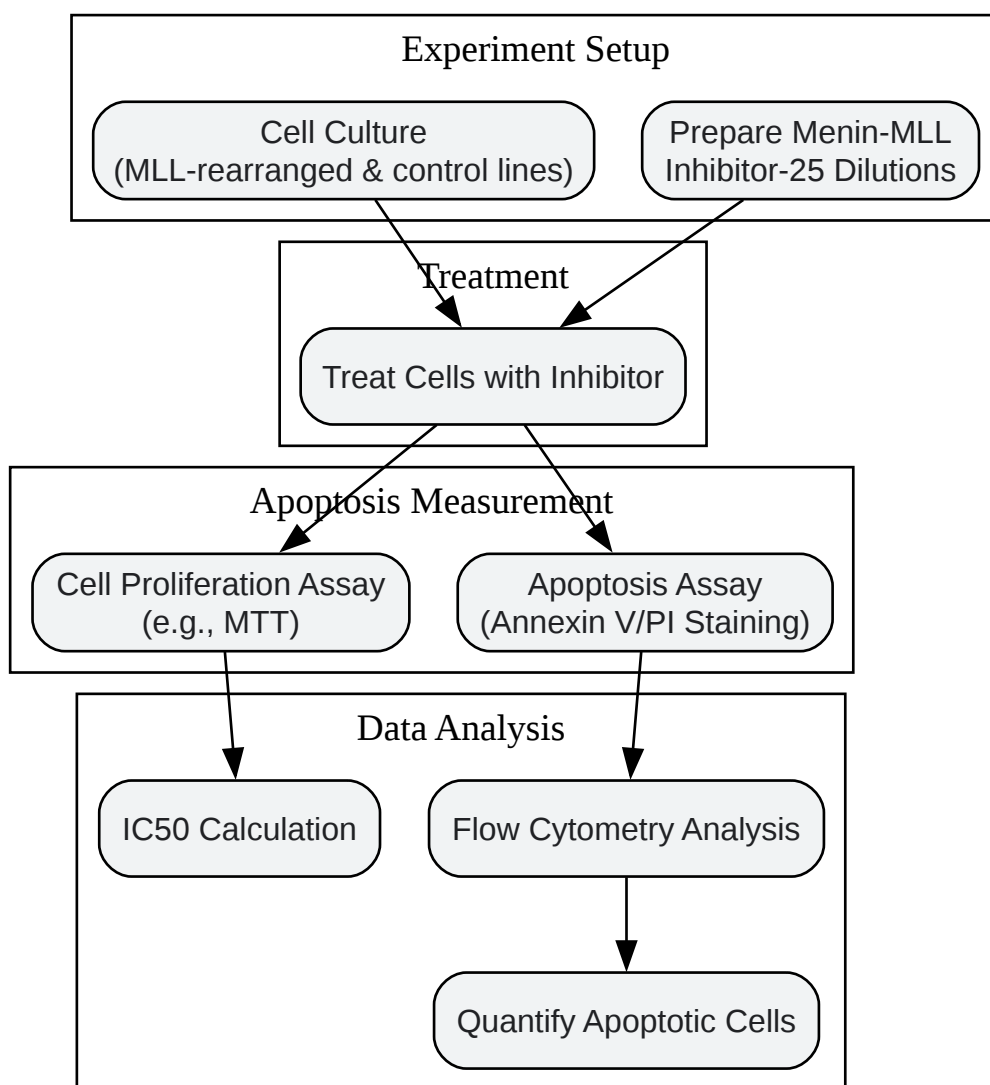 Experiment Setup
Cell Culture
(MLL-rearranged & control lines)
Prepare Menin-MLL
Inhibitor-25 Dilutions
Treatment
Treat Cells with Inhibitor
Apoptosis Measurement
Cell Proliferation Assay
(e.g., MTT)
Apoptosis Assay
(Annexin V/PI Staining)
Data Analysis
IC50 Calculation
Flow Cytometry Analysis
Quantify Apoptotic Cells